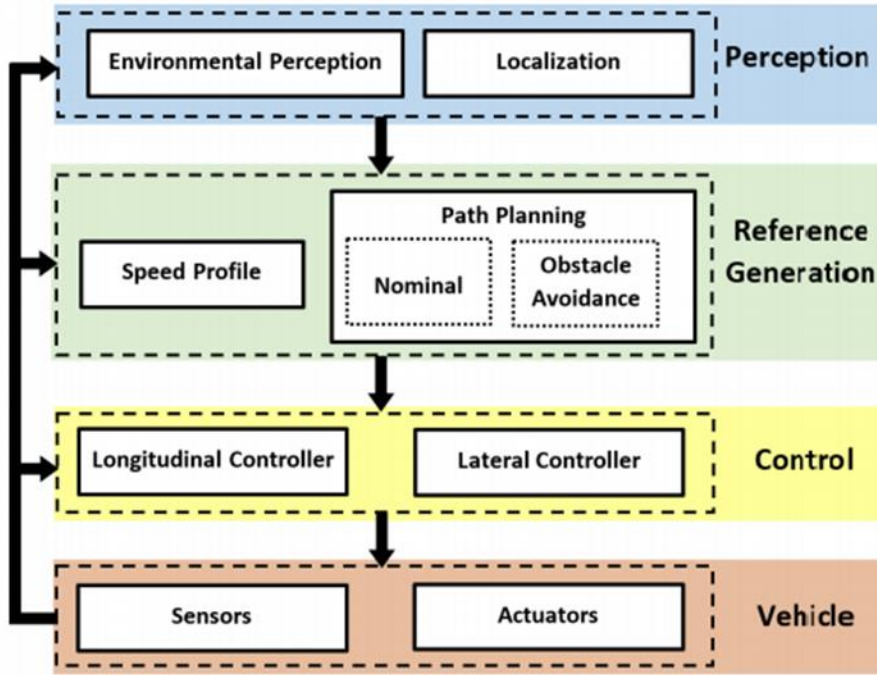 Environmental Perception
Localization
Perception
Path Planning
Speed Profile
Nominal
Obstacle
Avoidance
Reference
Generation
Longitudinal Controller
Lateral Controller
Control
Sensors
Actuators
Vehicle